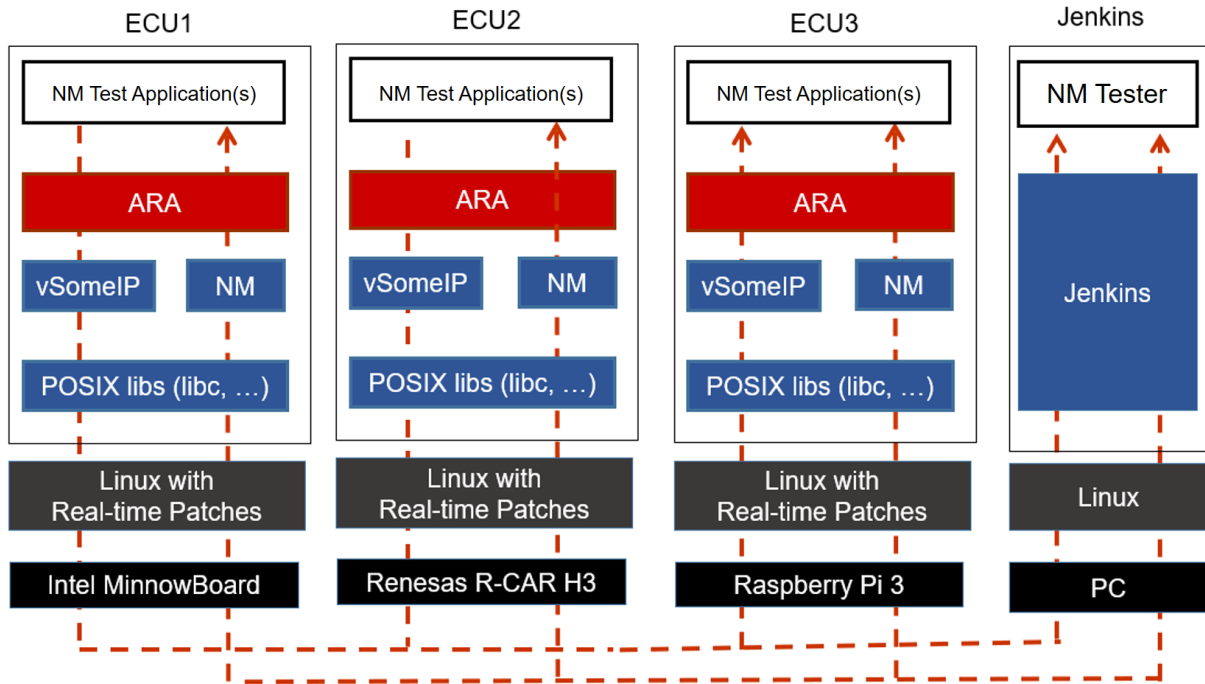 ECU1
ECU2
ECU3
Jenkins
NM Test Application(s)
NM Test Application(s)
NM Test Application(s)
NM Tester
ARA
ARA
ARA
vSomeIP
NM
vSomeIP
NM
vSomeIP
NM
Jenkins
POSIX libs (libc, …)
POSIX libs (libc, …)
POSIX libs (libc, …)
Linux with
Real-time Patches
Linux with
Real-time Patches
Linux with
Real-time Patches
Linux
Intel MinnowBoard
Renesas R-CAR H3
Raspberry Pi 3
PC